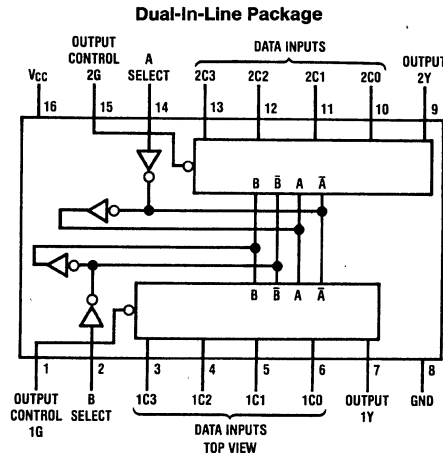 Dual-In-Line Package
OUTPUT CONTROL 2G
A SELECT
DATA INPUTS
OUTPUT 2Y
VCC
2C3 2C2 2C1 2C0
16 15 14 13 12 11 10 9
B B̅ A A̅
B B̅ A A̅
1 2 3 4 5 6 7 8
OUTPUT CONTROL 1G
B SELECT
1C3 1C2 1C1 1C0
OUTPUT 1Y
GND
DATA INPUTS
TOP VIEW